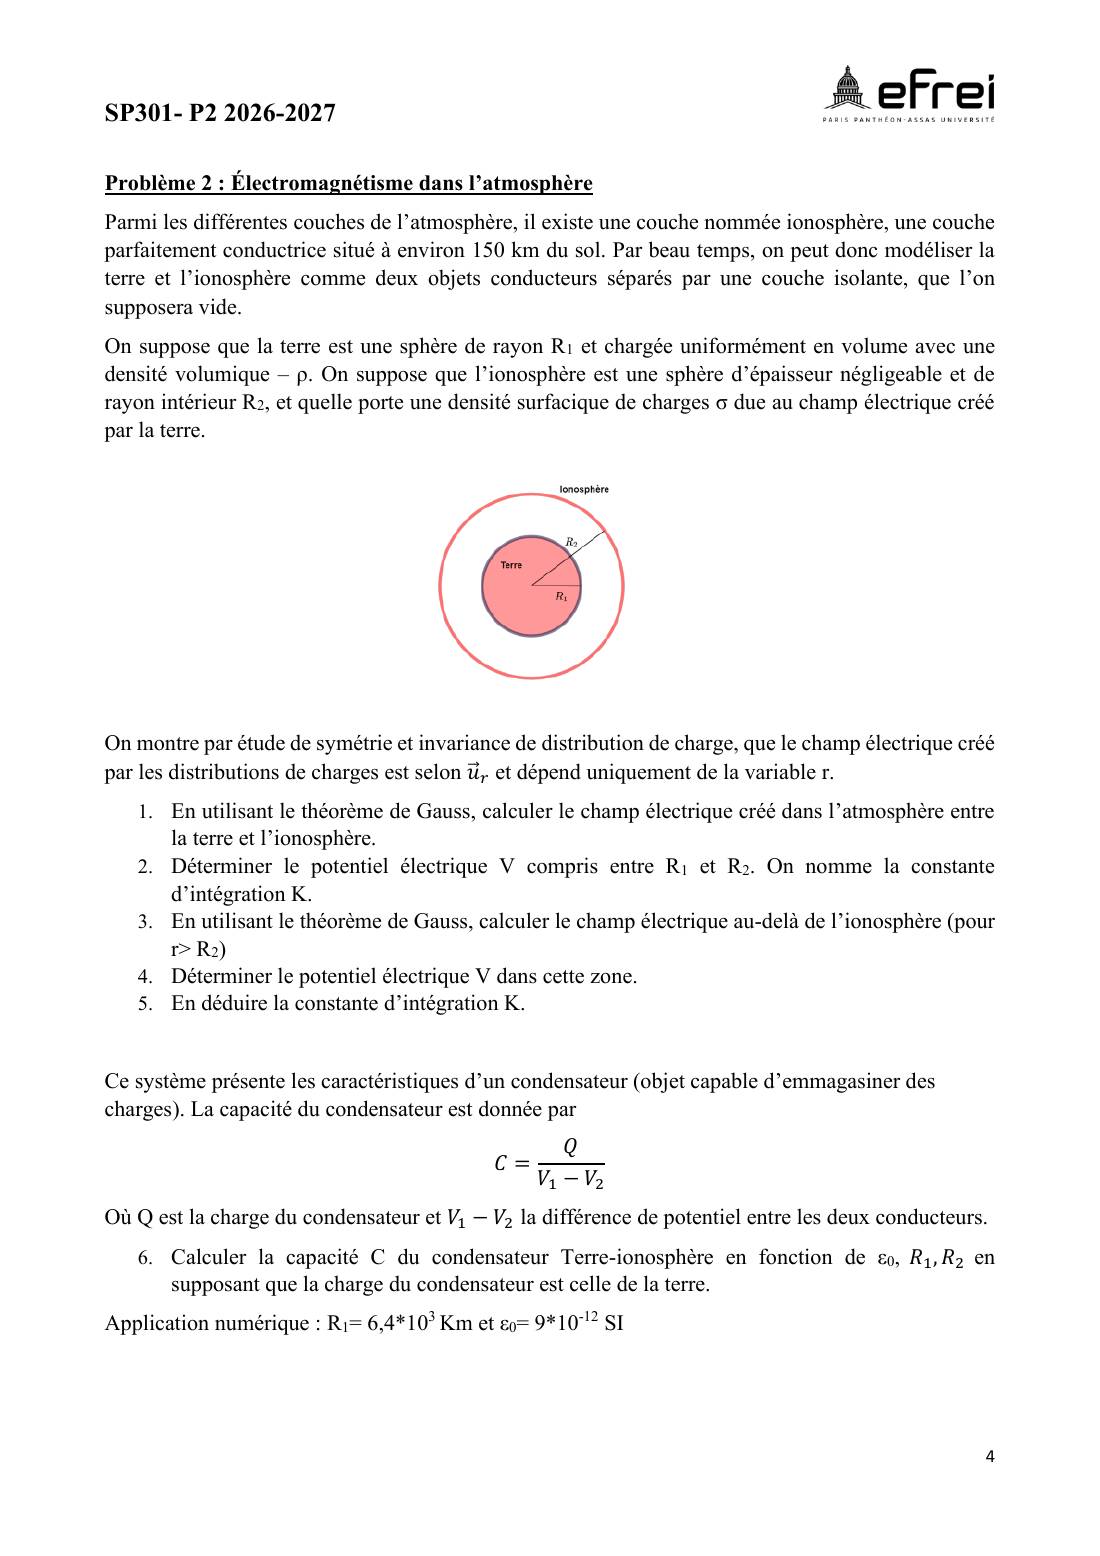 efrei
PARIS PANTHÉON-ASSAS UNIVERSITÉ
SP301- P2 2026-2027
Problème 2 : Électromagnétisme dans l’atmosphère
Parmi les différentes couches de l’atmosphère, il existe une couche nommée ionosphère, une couche
parfaitement conductrice situé à environ 150 km du sol. Par beau temps, on peut donc modéliser la
terre et l’ionosphère comme deux objets conducteurs séparés par une couche isolante, que l’on
supposera vide.
On suppose que la terre est une sphère de rayon R₁ et chargée uniformément en volume avec une
densité volumique – ρ. On suppose que l’ionosphère est une sphère d’épaisseur négligeable et de
rayon intérieur R₂, et quelle porte une densité surfacique de charges σ due au champ électrique créé
par la terre.
Ionosphère
R₂
Terre
R₁
On montre par étude de symétrie et invariance de distribution de charge, que le champ électrique créé
par les distributions de charges est selon u⃗ᵣ et dépend uniquement de la variable r.
1. En utilisant le théorème de Gauss, calculer le champ électrique créé dans l’atmosphère entre
la terre et l’ionosphère.
2. Déterminer le potentiel électrique V compris entre R₁ et R₂. On nomme la constante
d’intégration K.
3. En utilisant le théorème de Gauss, calculer le champ électrique au-delà de l’ionosphère (pour
r> R₂)
4. Déterminer le potentiel électrique V dans cette zone.
5. En déduire la constante d’intégration K.
Ce système présente les caractéristiques d’un condensateur (objet capable d’emmagasiner des
charges). La capacité du condensateur est donnée par
C = Q / (V₁ − V₂)
Où Q est la charge du condensateur et V₁ − V₂ la différence de potentiel entre les deux conducteurs.
6. Calculer la capacité C du condensateur Terre-ionosphère en fonction de ε₀, R₁, R₂ en
supposant que la charge du condensateur est celle de la terre.
Application numérique : R₁= 6,4*10³ Km et ε₀= 9*10⁻¹² SI
4